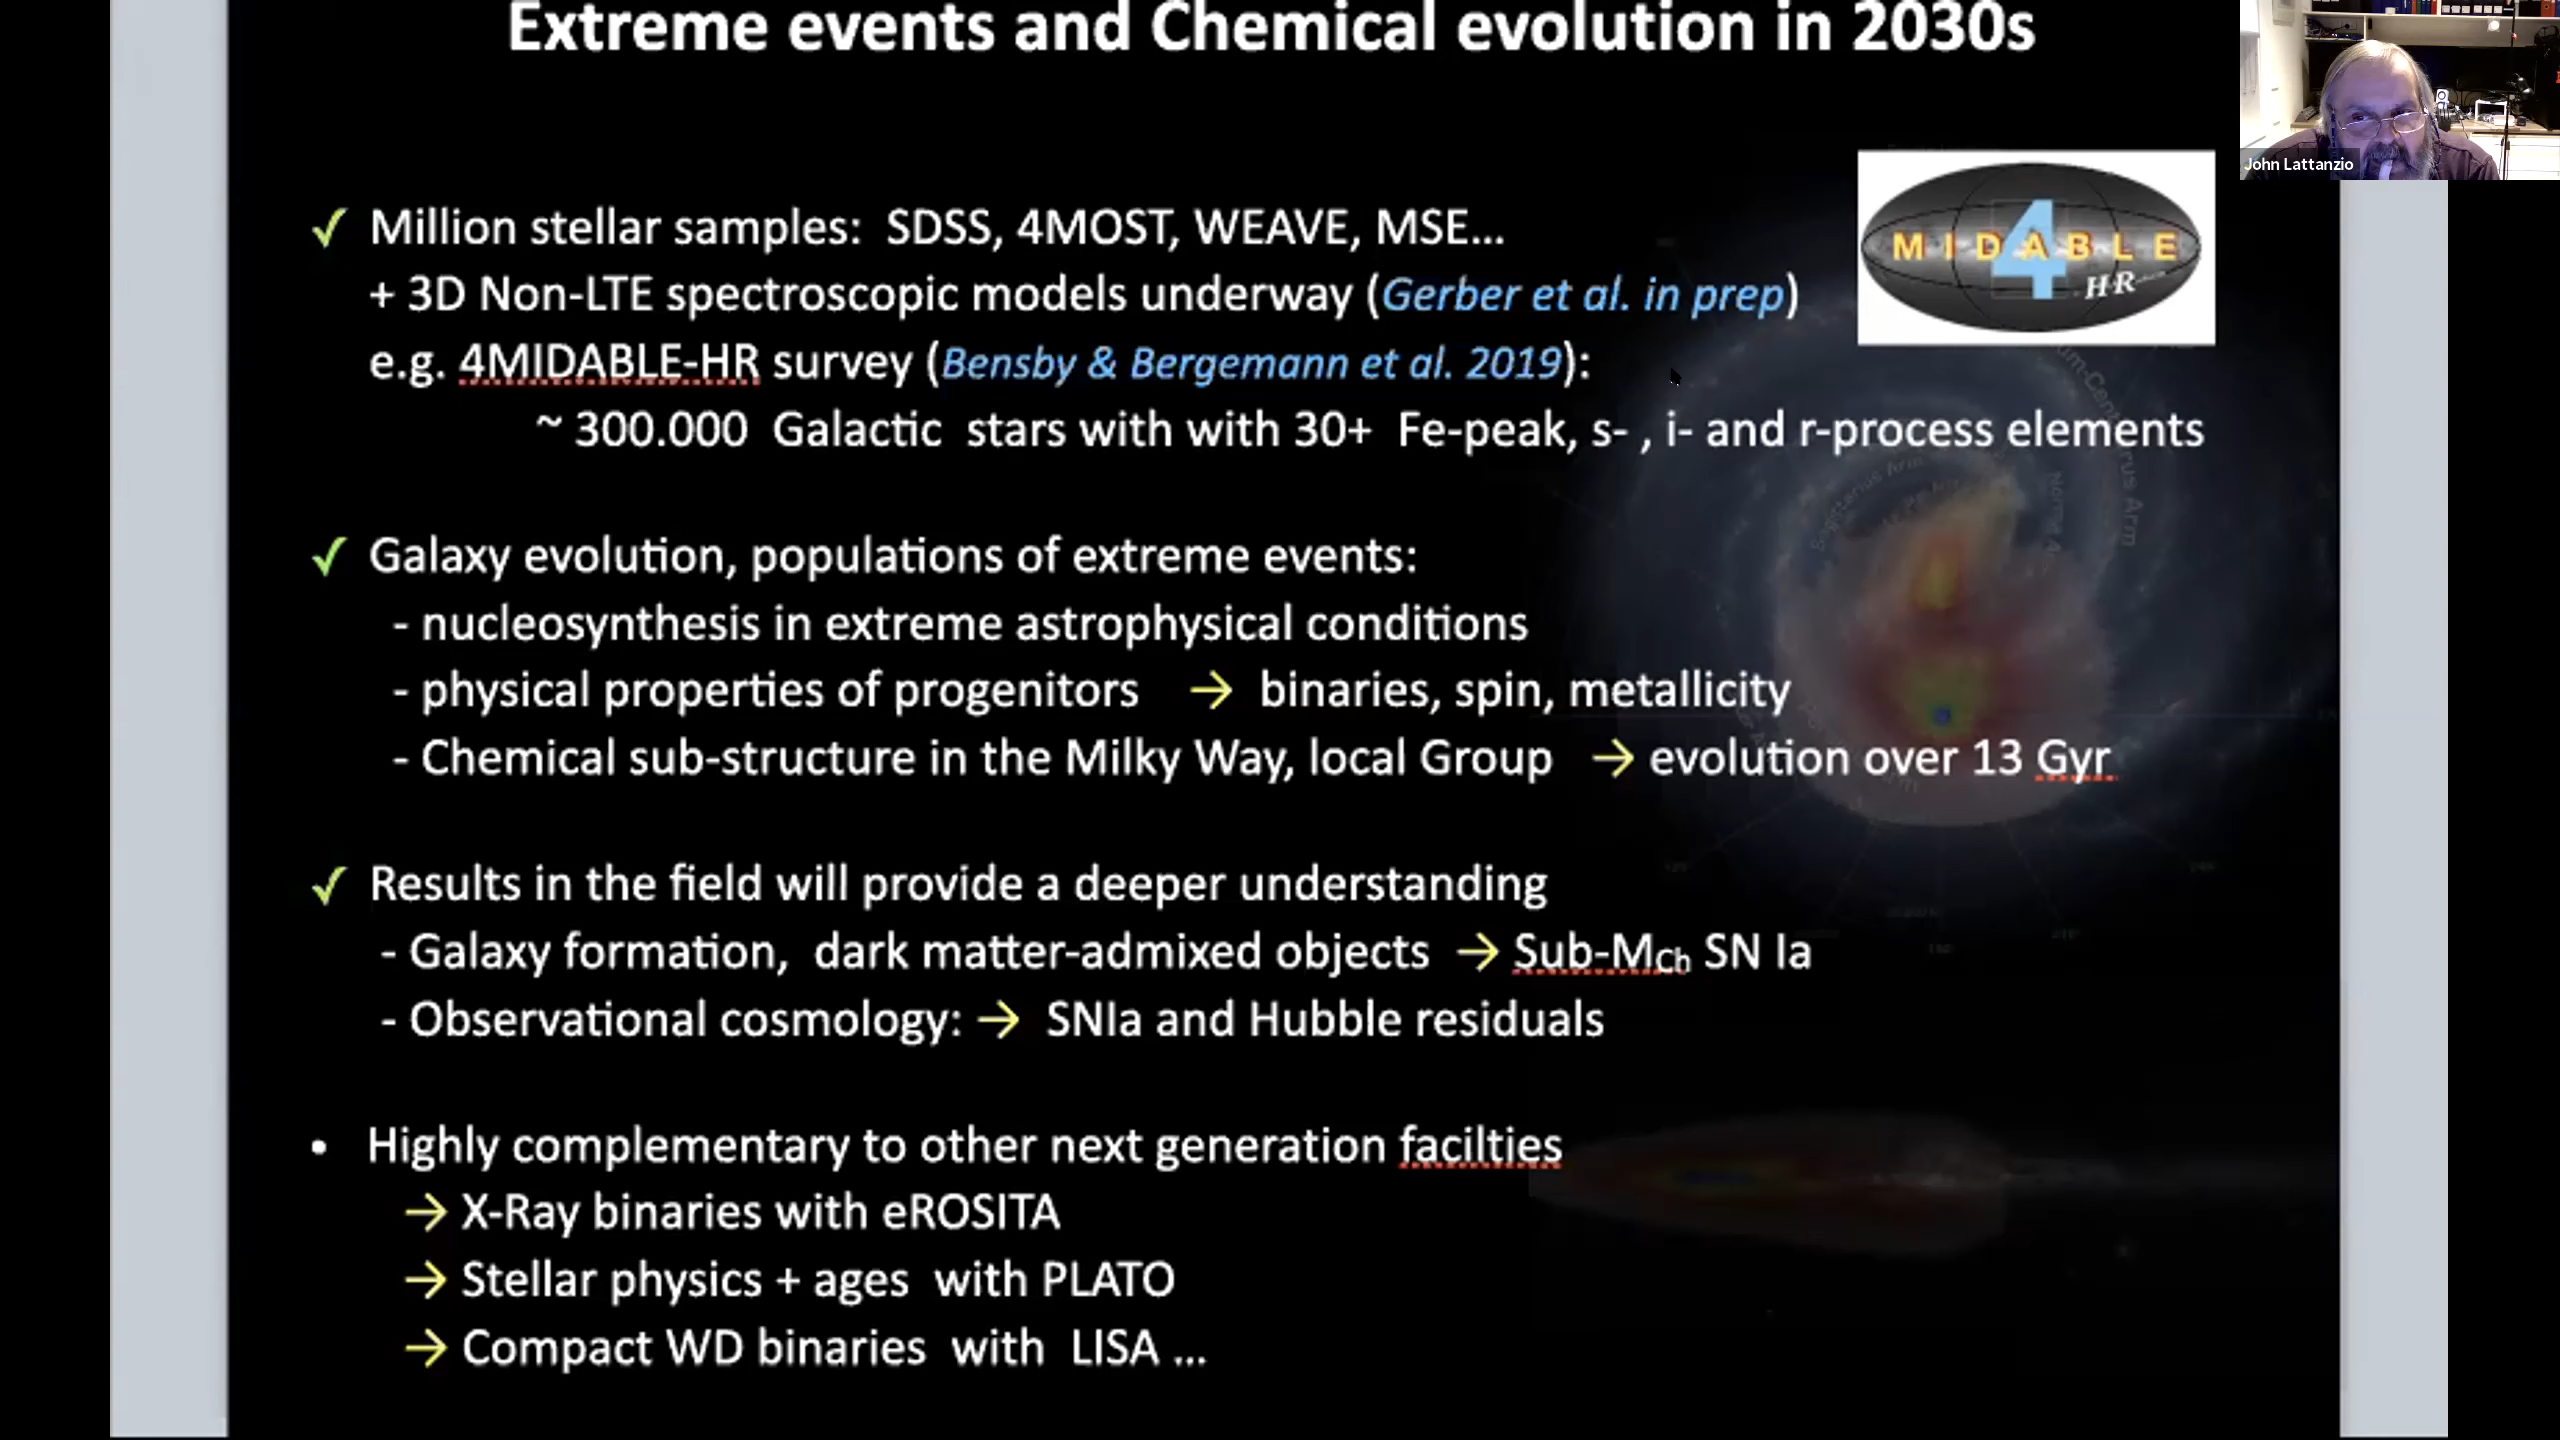 Extreme events and Chemical evolution in 2030s
John Lattanzio
4
MIDABLE
HR
✓ Million stellar samples: SDSS, 4MOST, WEAVE, MSE...
+ 3D Non-LTE spectroscopic models underway (Gerber et al. in prep)
e.g. 4MIDABLE-HR survey (Bensby & Bergemann et al. 2019):
~ 300.000 Galactic stars with with 30+ Fe-peak, s- , i- and r-process elements
✓ Galaxy evolution, populations of extreme events:
- nucleosynthesis in extreme astrophysical conditions
- physical properties of progenitors → binaries, spin, metallicity
- Chemical sub-structure in the Milky Way, local Group → evolution over 13 Gyr
✓ Results in the field will provide a deeper understanding
- Galaxy formation, dark matter-admixed objects → Sub-MCh SN Ia
- Observational cosmology: → SNIa and Hubble residuals
• Highly complementary to other next generation facilties
→ X-Ray binaries with eROSITA
→ Stellar physics + ages with PLATO
→ Compact WD binaries with LISA ...